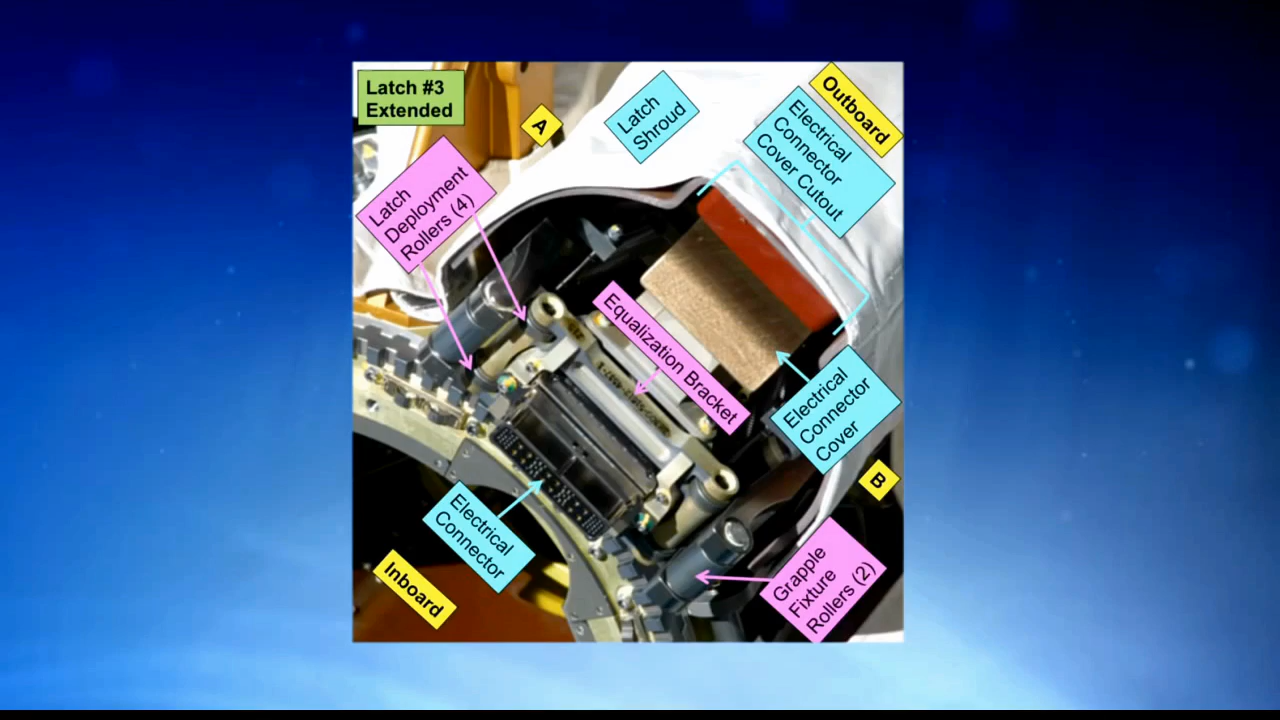 Latch #3
Extended
A
Latch
Shroud
Outboard
Electrical
Connector
Cover Cutout
Latch
Deployment
Rollers (4)
Equalization Bracket
Electrical
Connector
Cover
B
Electrical
Connector
Inboard
Grapple
Fixture
Rollers (2)